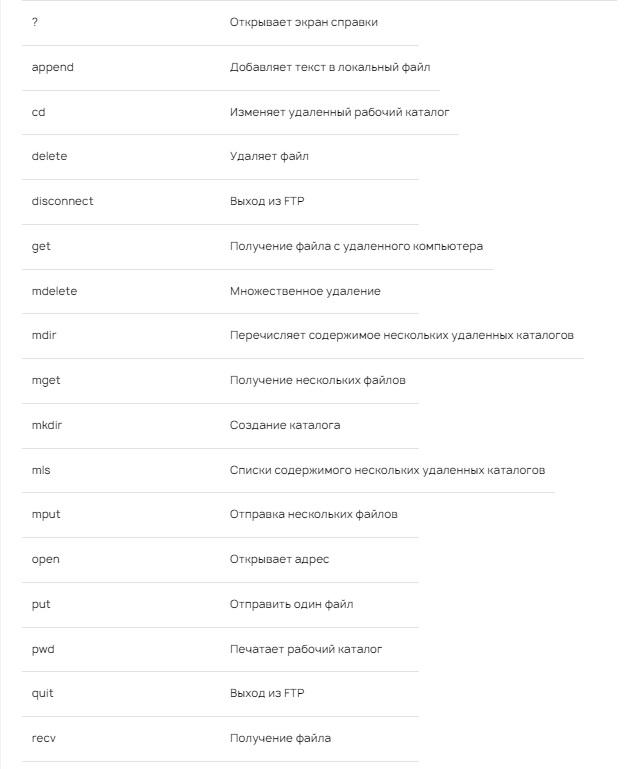 ? Открывает экран справки
append Добавляет текст в локальный файл
cd Изменяет удаленный рабочий каталог
delete Удаляет файл
disconnect Выход из FTP
get Получение файла с удаленного компьютера
mdelete Множественное удаление
mdir Перечисляет содержимое нескольких удаленных каталогов
mget Получение нескольких файлов
mkdir Создание каталога
mls Списки содержимого нескольких удаленных каталогов
mput Отправка нескольких файлов
open Открывает адрес
put Отправить один файл
pwd Печатает рабочий каталог
quit Выход из FTP
recv Получение файла